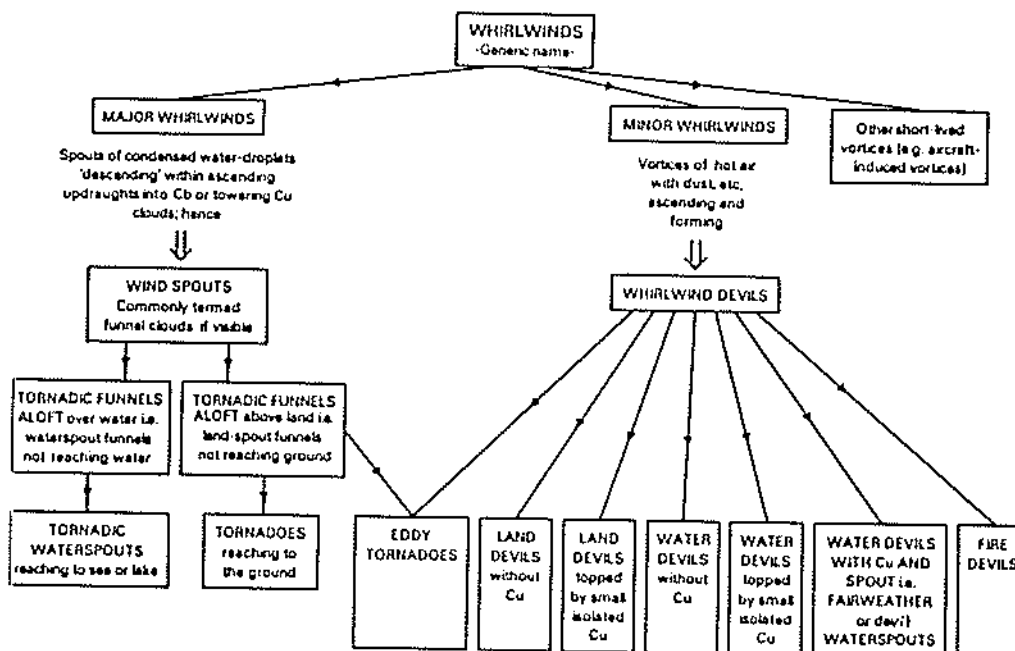 WHIRLWINDS
-Generic name-
MAJOR WHIRLWINDS
MINOR WHIRLWINDS
Other short-lived
vortices (e.g. aircraft-
induced vortices)
Spouts of condensed water-droplets
'descending' within ascending
updraughts into Cb or towering Cu
clouds; hence
Vortices of hot air
with dust, etc,
ascending and
forming
WIND SPOUTS
Commonly termed
funnel clouds if visible
WHIRLWIND DEVILS
TORNADIC FUNNELS
ALOFT over water i.e.
waterspout funnels
not reaching water
TORNADIC FUNNELS
ALOFT above land i.e.
land-spout funnels
not reaching ground
TORNADIC
WATERSPOUTS
reaching to sea or lake
TORNADOES
reaching to
the ground
EDDY
TORNADOES
LAND
DEVILS
without
Cu
LAND
DEVILS
topped
by small
isolated
Cu
WATER
DEVILS
without
Cu
WATER
DEVILS
topped
by small
isolated
Cu
WATER DEVILS
WITH Cu AND
SPOUT i.e.
FAIRWEATHER
or devil
WATERSPOUTS
FIRE
DEVILS